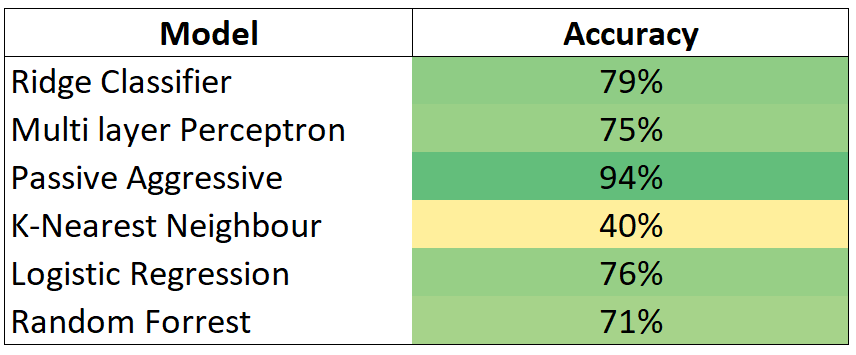 Model Accuracy
Ridge Classifier 79%
Multi layer Perceptron 75%
Passive Aggressive 94%
K-Nearest Neighbour 40%
Logistic Regression 76%
Random Forrest 71%